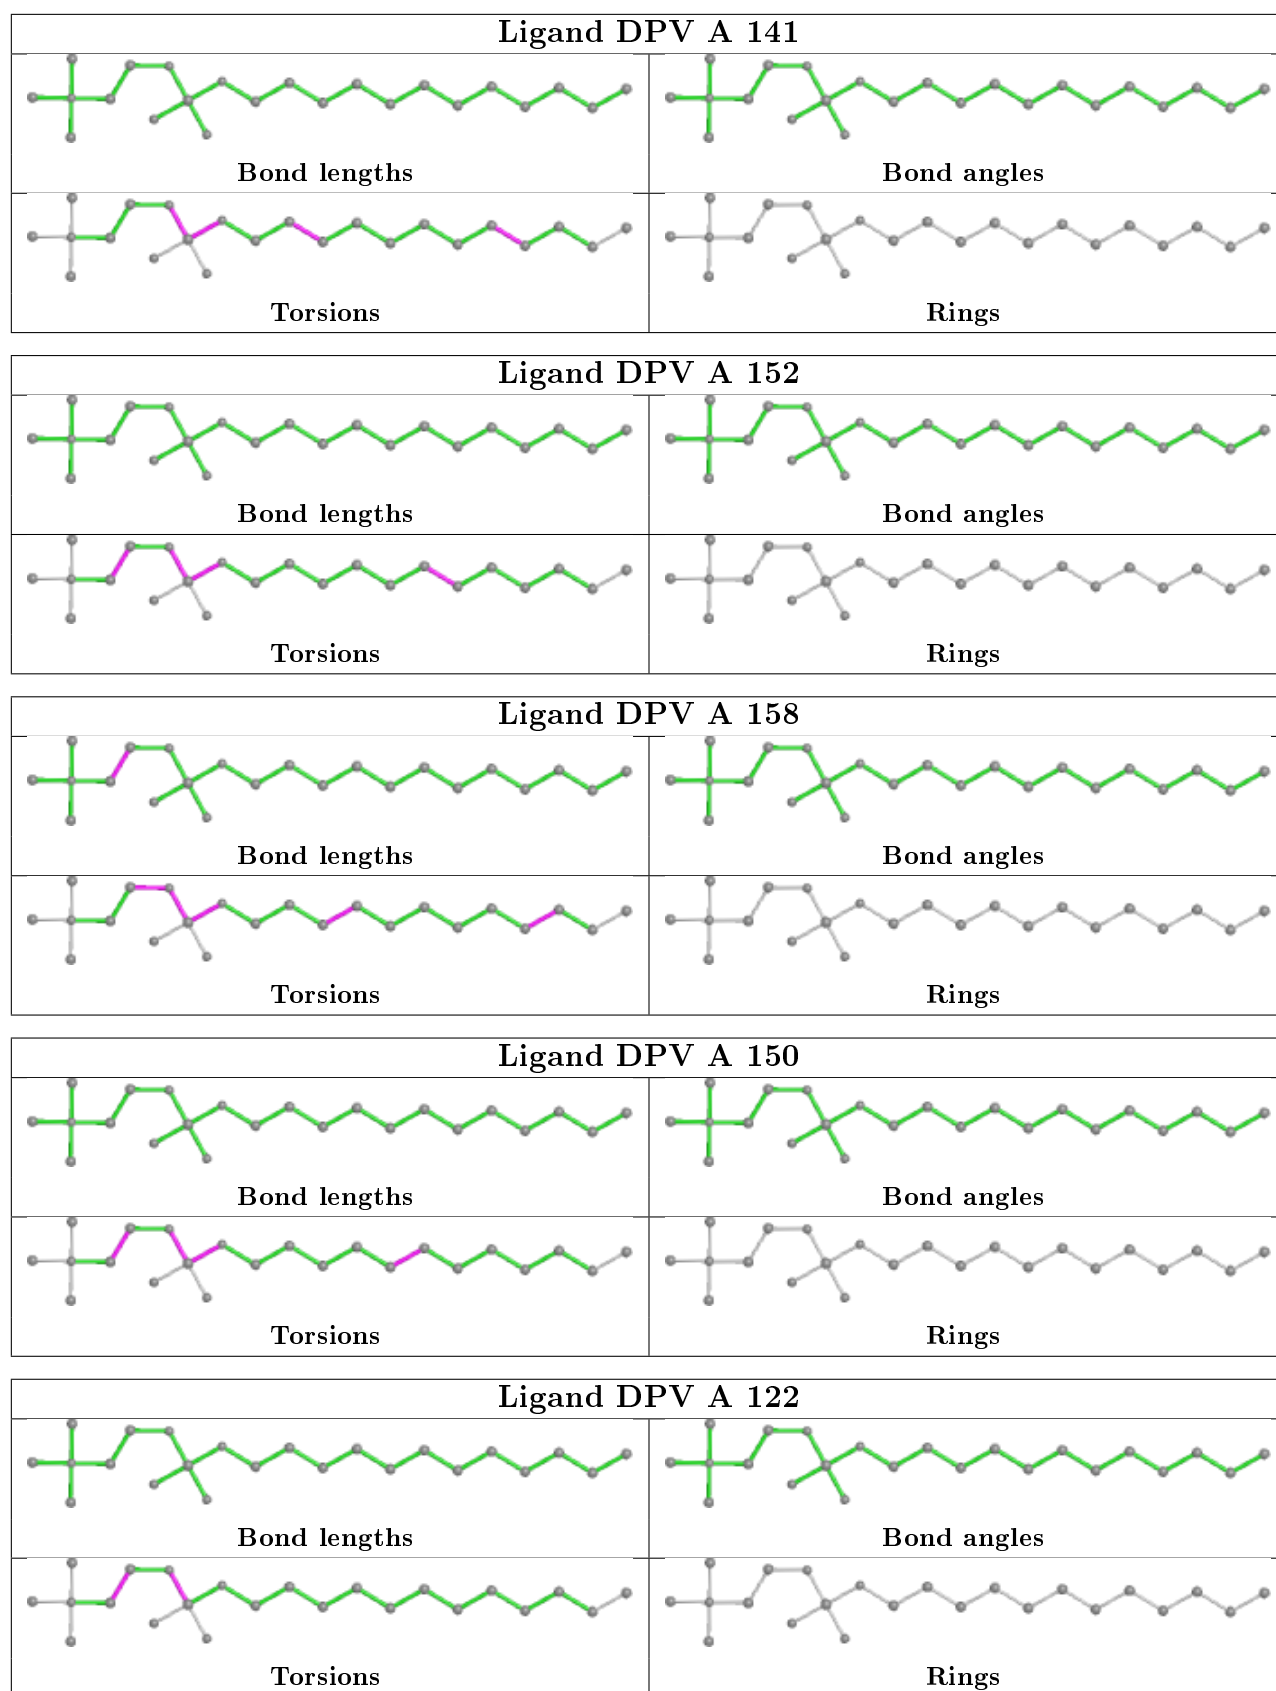 Ligand DPV A 141
Bond lengths
Bond angles
Torsions
Rings
Ligand DPV A 152
Bond lengths
Bond angles
Torsions
Rings
Ligand DPV A 158
Bond lengths
Bond angles
Torsions
Rings
Ligand DPV A 150
Bond lengths
Bond angles
Torsions
Rings
Ligand DPV A 122
Bond lengths
Bond angles
Torsions
Rings